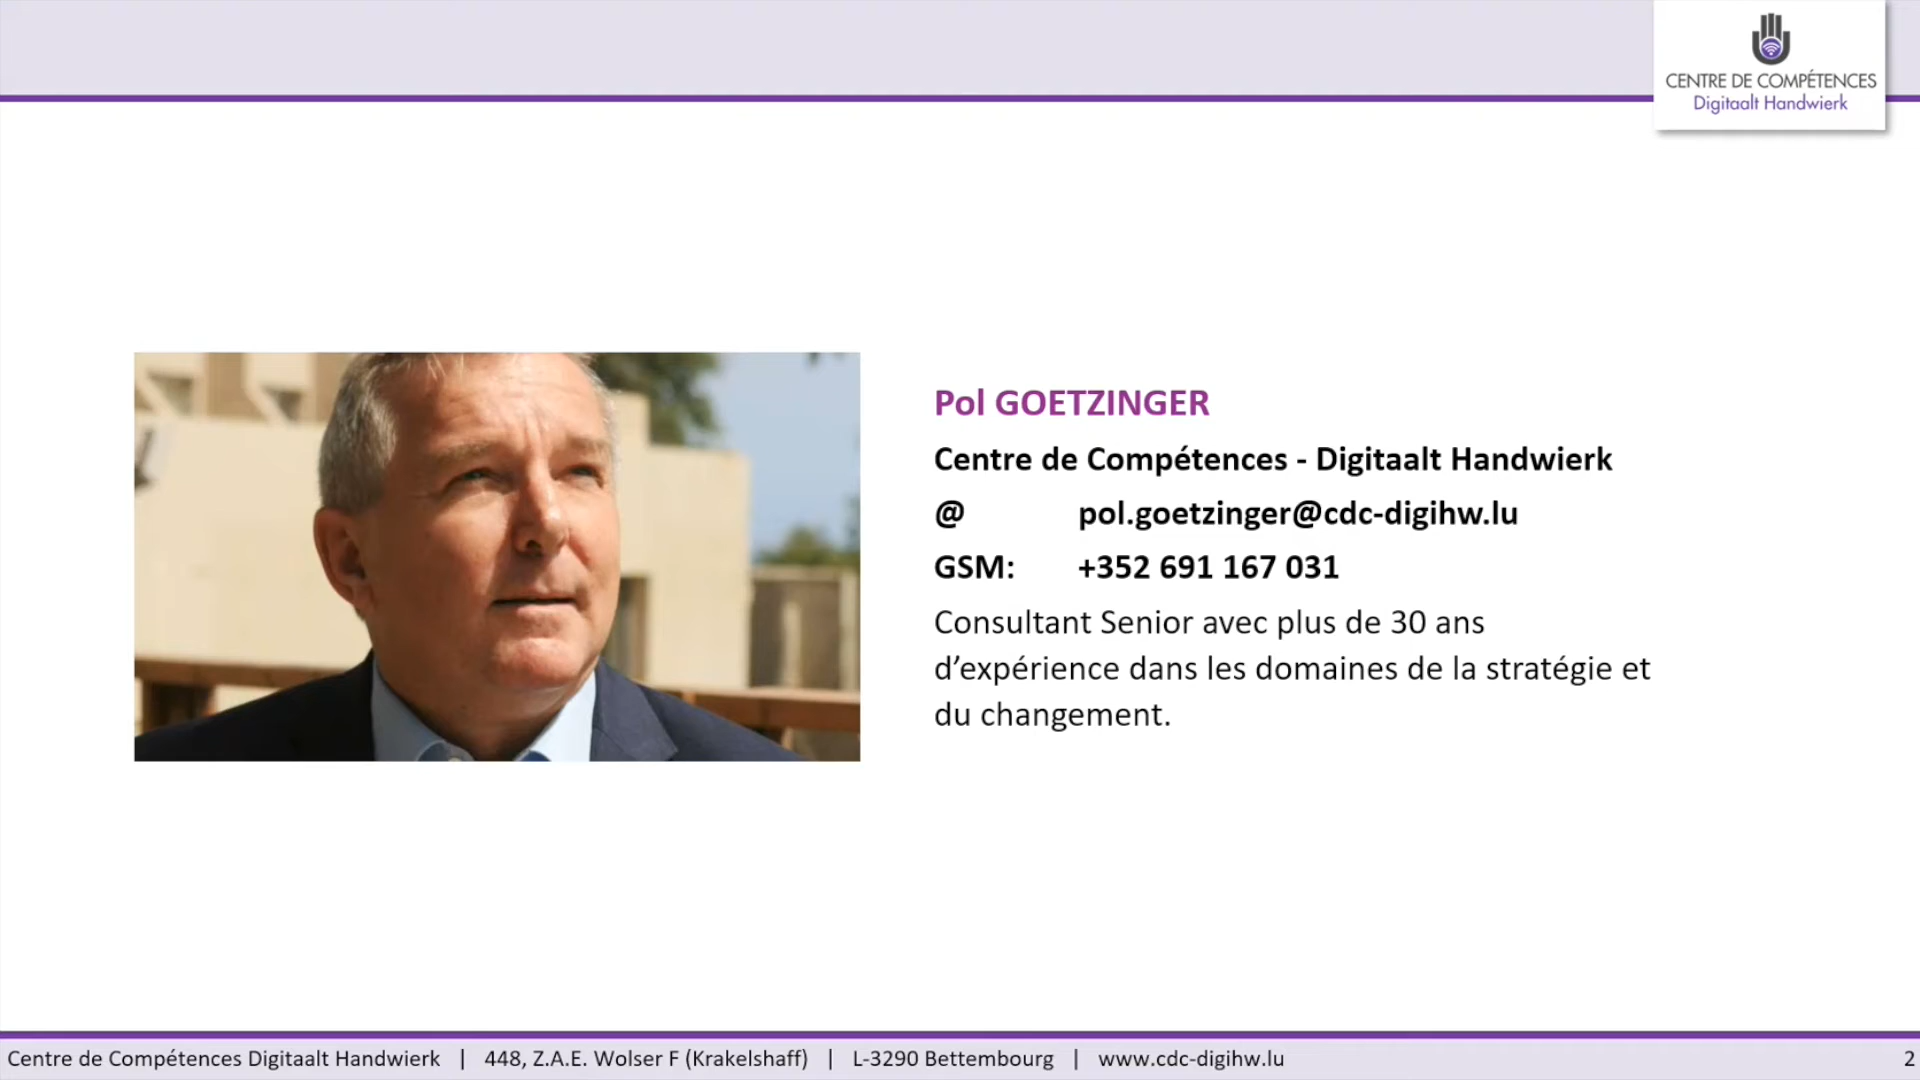 CENTRE DE COMPÉTENCES
Digitaalt Handwierk
Pol GOETZINGER
Centre de Compétences - Digitaalt Handwierk
@ pol.goetzinger@cdc-digihw.lu
GSM: +352 691 167 031
Consultant Senior avec plus de 30 ans
d’expérience dans les domaines de la stratégie et
du changement.
Centre de Compétences Digitaalt Handwierk | 448, Z.A.E. Wolser F (Krakelshaff) | L-3290 Bettembourg | www.cdc-digihw.lu 2